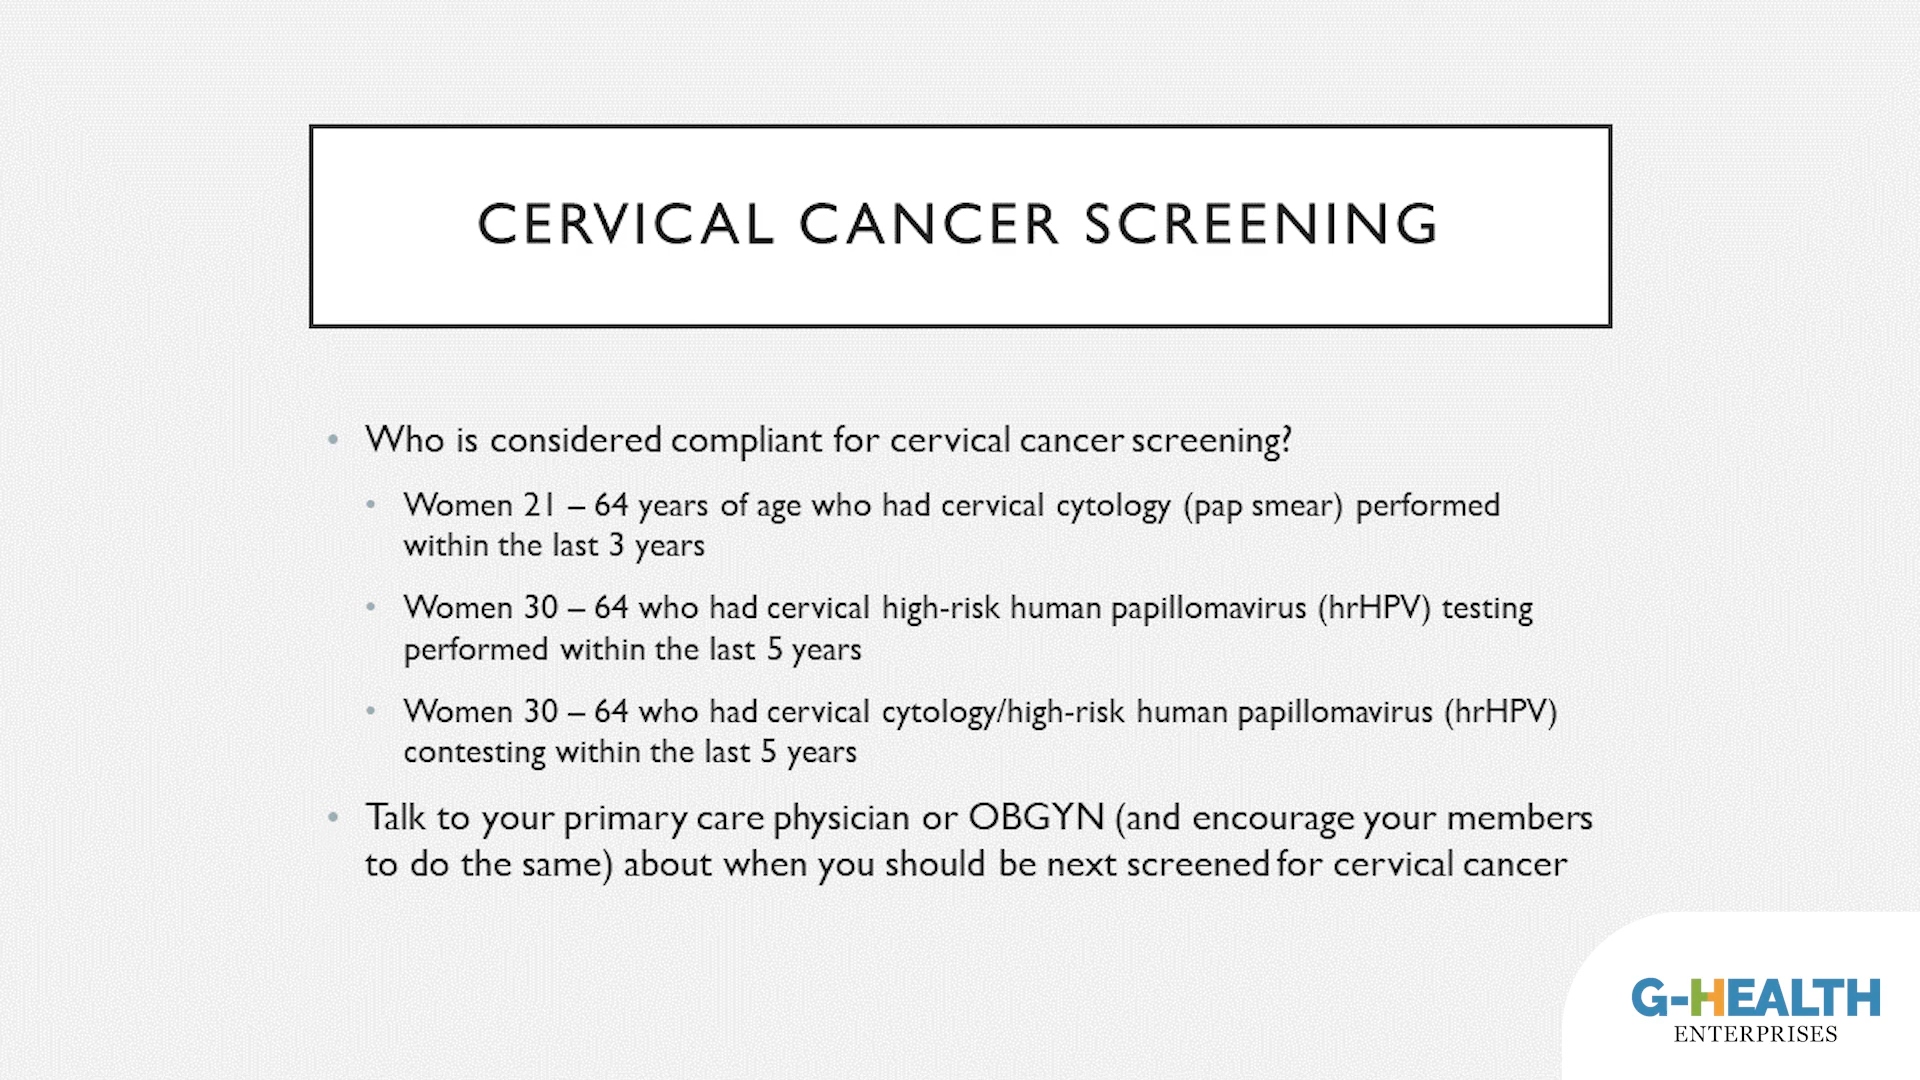 CERVICAL CANCER SCREENING
• Who is considered compliant for cervical cancer screening?
• Women 21 – 64 years of age who had cervical cytology (pap smear) performed
within the last 3 years
• Women 30 – 64 who had cervical high-risk human papillomavirus (hrHPV) testing
performed within the last 5 years
• Women 30 – 64 who had cervical cytology/high-risk human papillomavirus (hrHPV)
contesting within the last 5 years
• Talk to your primary care physician or OBGYN (and encourage your members
to do the same) about when you should be next screened for cervical cancer
G-HEALTH
ENTERPRISES